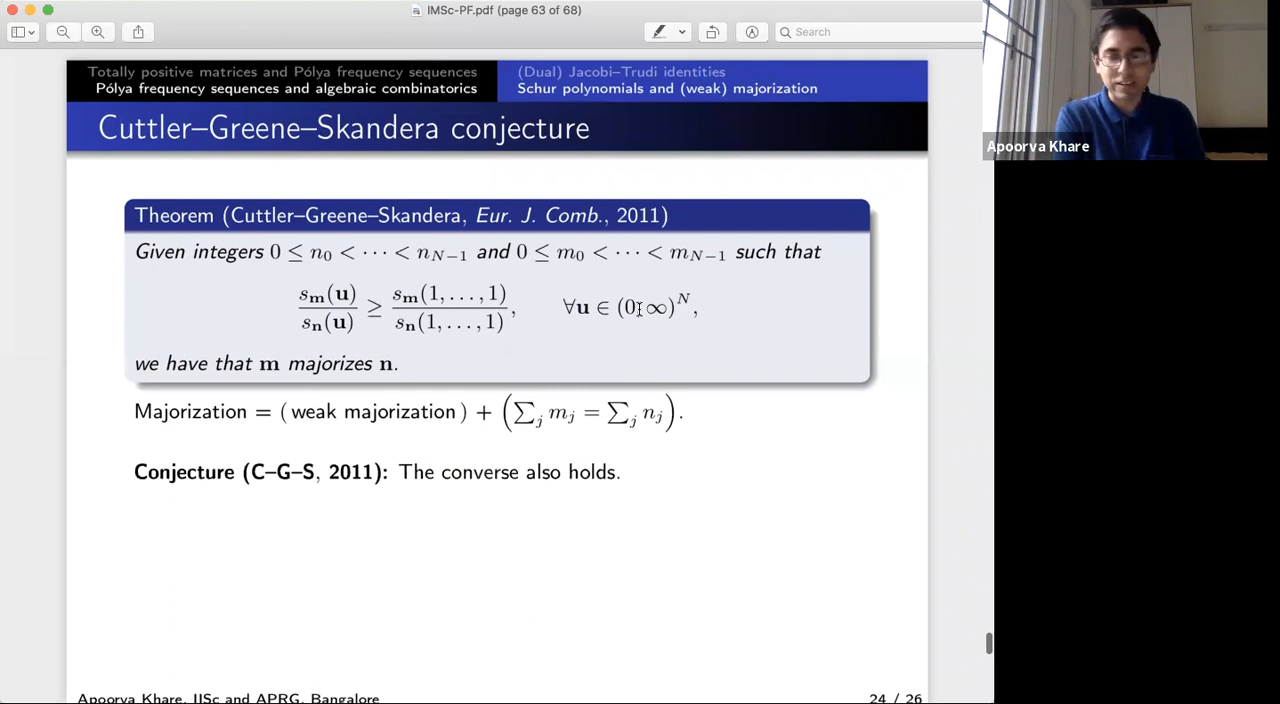 IMSc-PF.pdf (page 63 of 68)
Search
Totally positive matrices and Pólya frequency sequences
Pólya frequency sequences and algebraic combinatorics
(Dual) Jacobi–Trudi identities
Schur polynomials and (weak) majorization
Cuttler–Greene–Skandera conjecture
Theorem (Cuttler–Greene–Skandera, Eur. J. Comb., 2011)
Given integers 0 ≤ n₀ < ··· < n_{N−1} and 0 ≤ m₀ < ··· < m_{N−1} such that
s_m(u)/s_n(u) ≥ s_m(1, . . . , 1)/s_n(1, . . . , 1), ∀u ∈ (0, ∞)^N,
we have that m majorizes n.
Majorization = ( weak majorization ) + (∑_j m_j = ∑_j n_j).
Conjecture (C–G–S, 2011): The converse also holds.
Apoorva Khare, IISc and APRG, Bangalore
24 / 26
Apoorva Khare